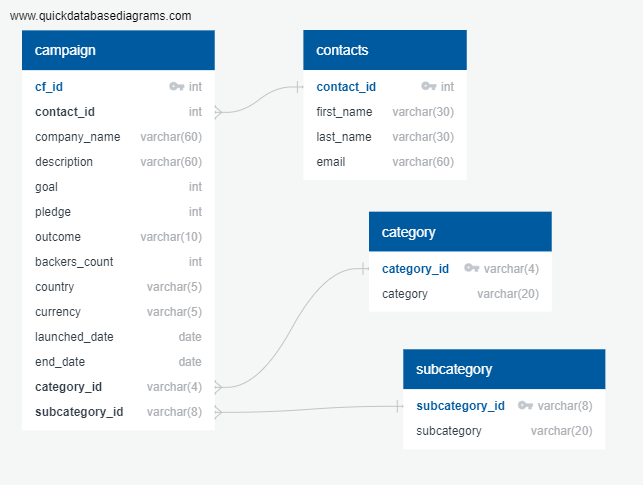 www.quickdatabasediagrams.com
campaign
cf_id int
contact_id int
company_name varchar(60)
description varchar(60)
goal int
pledge int
outcome varchar(10)
backers_count int
country varchar(5)
currency varchar(5)
launched_date date
end_date date
category_id varchar(4)
subcategory_id varchar(8)
contacts
contact_id int
first_name varchar(30)
last_name varchar(30)
email varchar(60)
category
category_id varchar(4)
category varchar(20)
subcategory
subcategory_id varchar(8)
subcategory varchar(20)